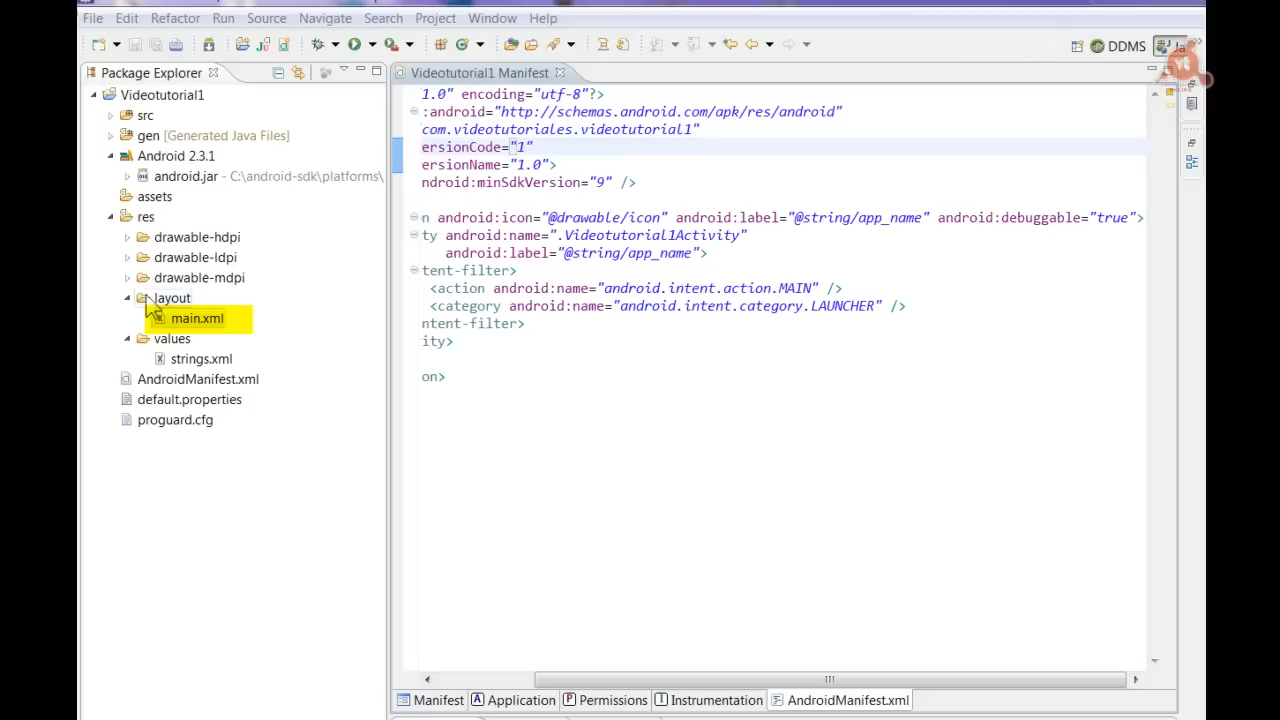 File Edit Refactor Run Source Navigate Search Project Window Help
DDMS Ja
Package Explorer
Videotutorial1
src
gen [Generated Java Files]
Android 2.3.1
android.jar - C:\android-sdk\platforms\
assets
res
drawable-hdpi
drawable-ldpi
drawable-mdpi
layout
main.xml
values
strings.xml
AndroidManifest.xml
default.properties
proguard.cfg
Videotutorial1 Manifest
1.0" encoding="utf-8"?>
:android="http://schemas.android.com/apk/res/android"
com.videotutoriales.videotutorial1"
ersionCode="1"
ersionName="1.0">
ndroid:minSdkVersion="9" />
n android:icon="@drawable/icon" android:label="@string/app_name" android:debuggable="true">
ty android:name=".Videotutorial1Activity"
android:label="@string/app_name">
tent-filter>
<action android:name="android.intent.action.MAIN" />
<category android:name="android.intent.category.LAUNCHER" />
ntent-filter>
ity>
on>
Manifest Application Permissions Instrumentation AndroidManifest.xml